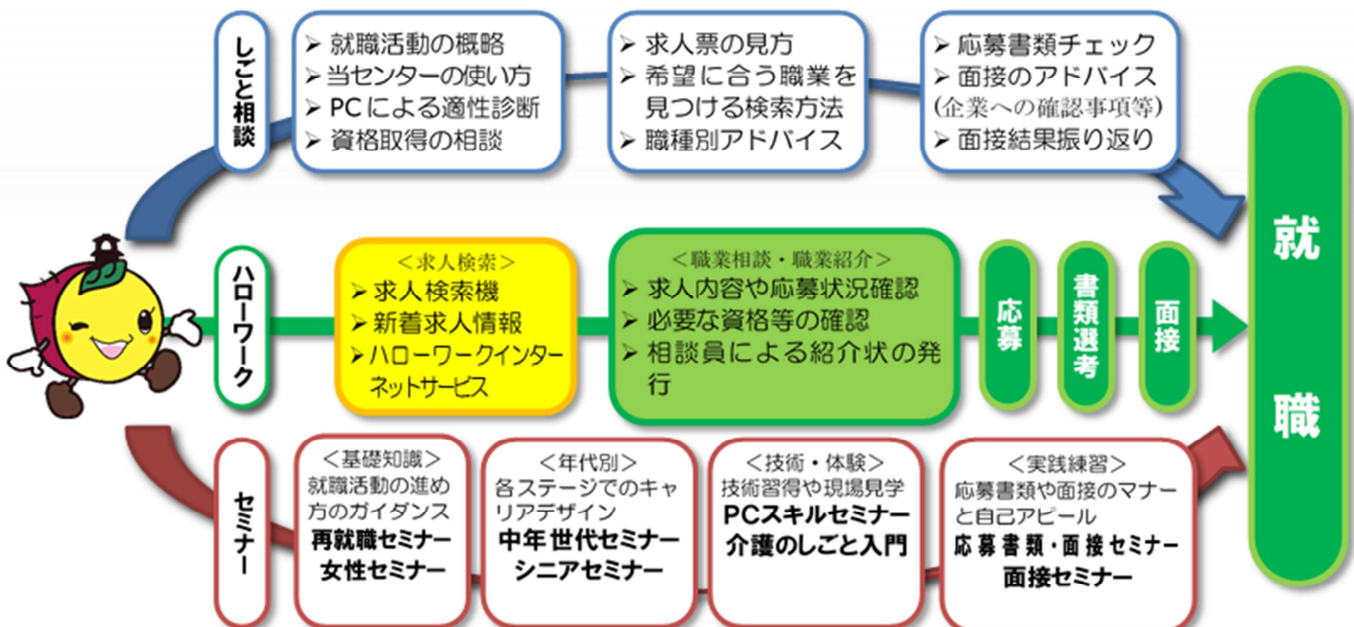 しごと相談
➢ 就職活動の概略
➢ 当センターの使い方
➢ PCによる適性診断
➢ 資格取得の相談
➢ 求人票の見方
➢ 希望に合う職業を
見つける検索方法
➢ 職種別アドバイス
➢ 応募書類チェック
➢ 面接のアドバイス
(企業への確認事項等)
➢ 面接結果振り返り
ハローワーク
＜求人検索＞
➢ 求人検索機
➢ 新着求人情報
➢ ハローワークインター
ネットサービス
＜職業相談・職業紹介＞
➢ 求人内容や応募状況確認
➢ 必要な資格等の確認
➢ 相談員による紹介状の発
行
応募
書類選考
面接
就職
セミナー
＜基礎知識＞
就職活動の進め
方のガイダンス
再就職セミナー
女性セミナー
＜年代別＞
各ステージでのキャ
リアデザイン
中年世代セミナー
シニアセミナー
＜技術・体験＞
技術習得や現場見学
PCスキルセミナー
介護のしごと入門
＜実践練習＞
応募書類や面接のマナー
と自己アピール
応募書類・面接セミナー
面接セミナー